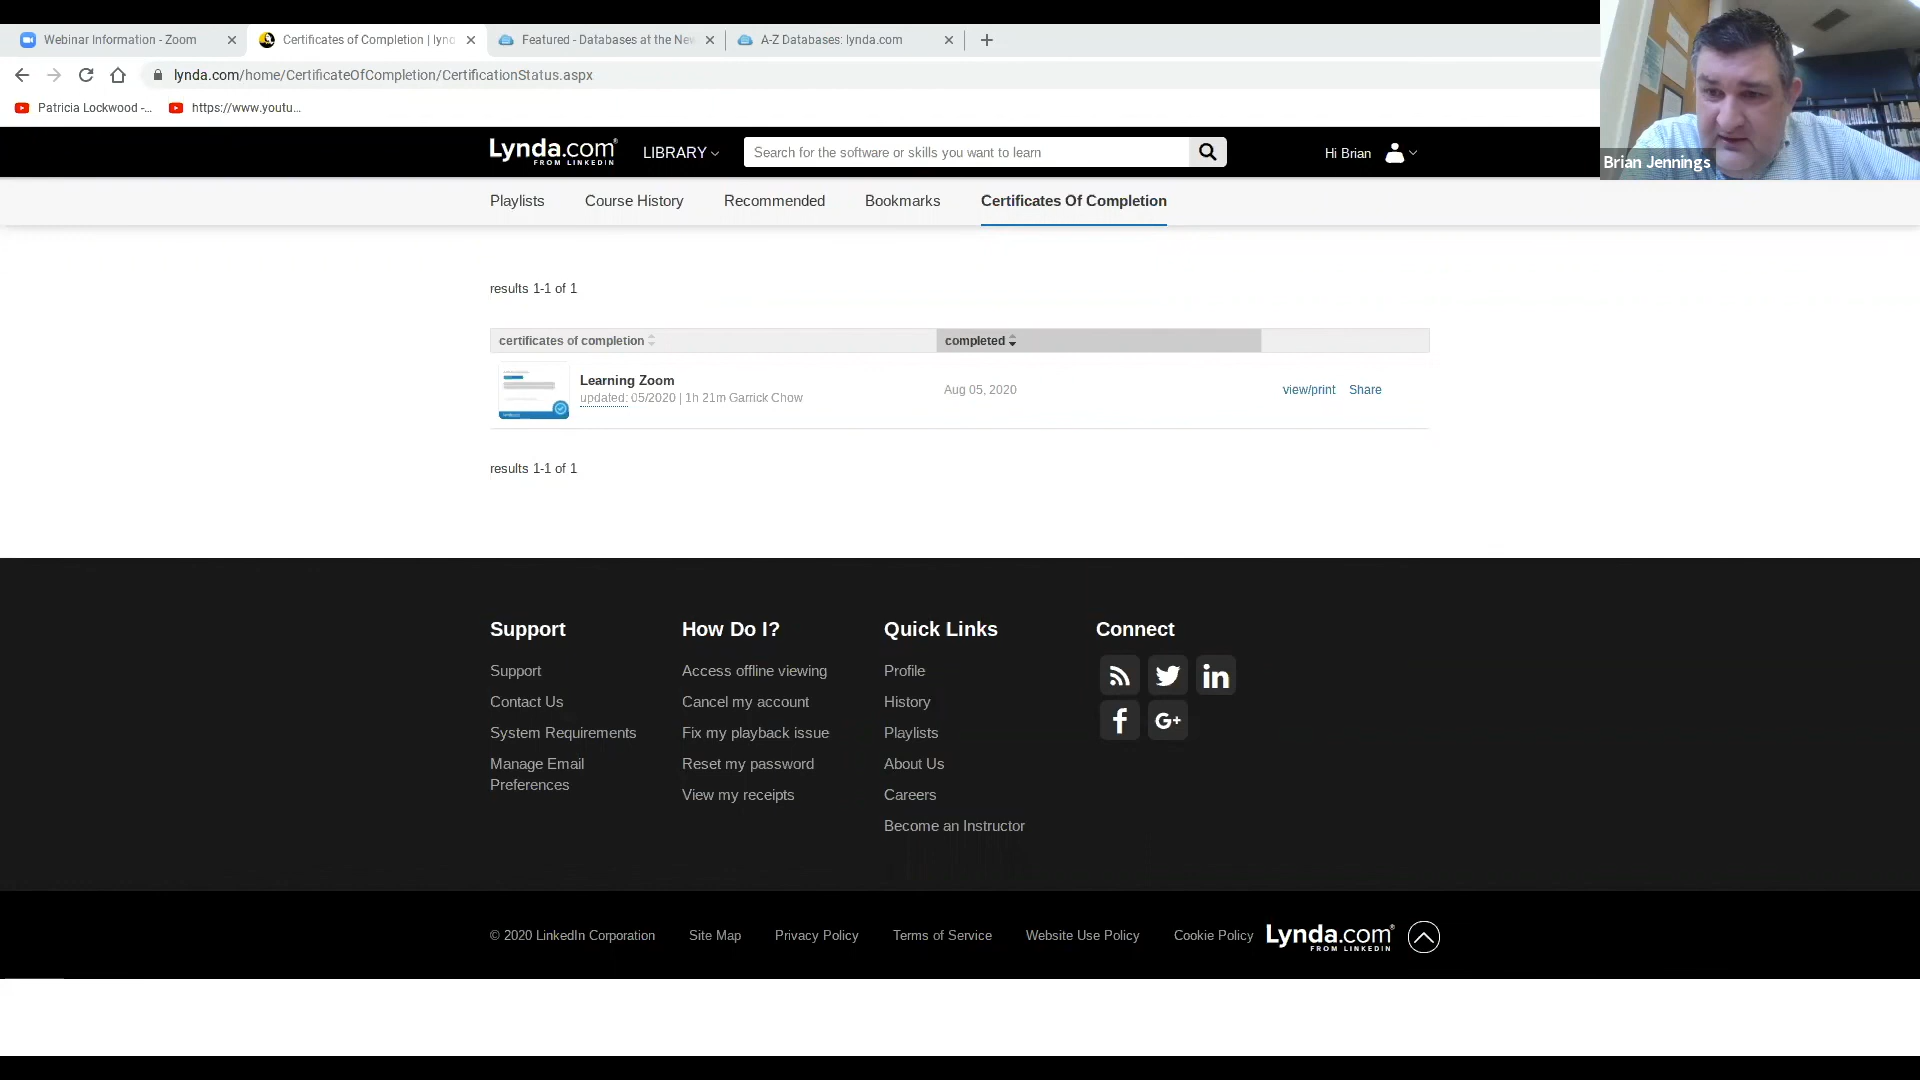 Webinar Information - Zoom
Certificates of Completion | lynd
Featured - Databases at the New
A-Z Databases: lynda.com
lynda.com/home/CertificateOfCompletion/CertificationStatus.aspx
Patricia Lockwood -...
https://www.youtu...
Brian Jennings
Lynda.com®
FROM LINKEDIN
LIBRARY
Search for the software or skills you want to learn
Hi Brian
Playlists
Course History
Recommended
Bookmarks
Certificates Of Completion
results 1-1 of 1
certificates of completion
completed
Learning Zoom
updated: 05/2020 | 1h 21m Garrick Chow
Aug 05, 2020
view/print
Share
results 1-1 of 1
Support
Support
Contact Us
System Requirements
Manage Email
Preferences
How Do I?
Access offline viewing
Cancel my account
Fix my playback issue
Reset my password
View my receipts
Quick Links
Profile
History
Playlists
About Us
Careers
Become an Instructor
Connect
in
f
G+
© 2020 LinkedIn Corporation
Site Map
Privacy Policy
Terms of Service
Website Use Policy
Cookie Policy
Lynda.com®
FROM LINKEDIN